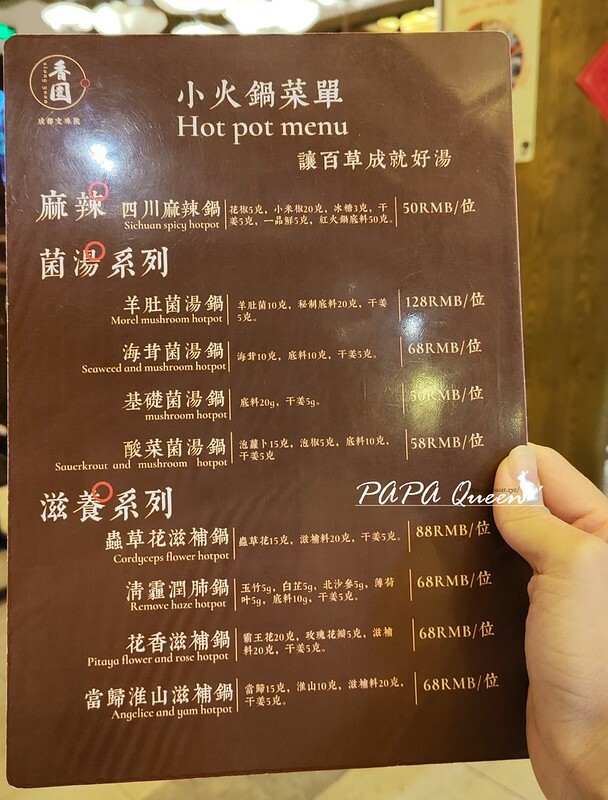 香園
xiang yuan
成都文殊院
小火鍋菜單
Hot pot menu
讓百草成就好湯
麻辣
四川麻辣鍋
Sichuan spicy hotpot
花椒5克，小米椒20克，冰糖3克，干
姜5克，一品鮮5克，紅火鍋底料50克。
50RMB/位
菌湯系列
羊肚菌湯鍋
Morel mushroom hotpot
羊肚菌10克，秘制底料20克，干姜
5克。
128RMB/位
海茸菌湯鍋
Seaweed and mushroom hotpot
海茸10克，底料10克，干姜5克。
68RMB/位
基礎菌湯鍋
mushroom hotpot
底料20g，干姜5g。
50RMB/位
酸菜菌湯鍋
Sauerkrout and mushroom hotpot
泡蘿卜15克，泡椒5克，底料10克，
干姜5克
58RMB/位
滋養系列
PAPA Queen
蟲草花滋補鍋
Cordyceps flower hotpot
蟲草花15克，滋補料20克，干姜5克。
88RMB/位
清霾潤肺鍋
Remove haze hotpot
玉竹5g，白芷5g，北沙參5g，薄荷
叶5g，底料10g，干姜5克。
68RMB/位
花香滋補鍋
Pitaya flower and rose hotpot
霸王花20克，玫瑰花瓣5克，滋補
料20克，干姜5克。
68RMB/位
當歸淮山滋補鍋
Angelice and yam hotpot
當歸15克，淮山10克，滋補料20克，
干姜5克。
68RMB/位